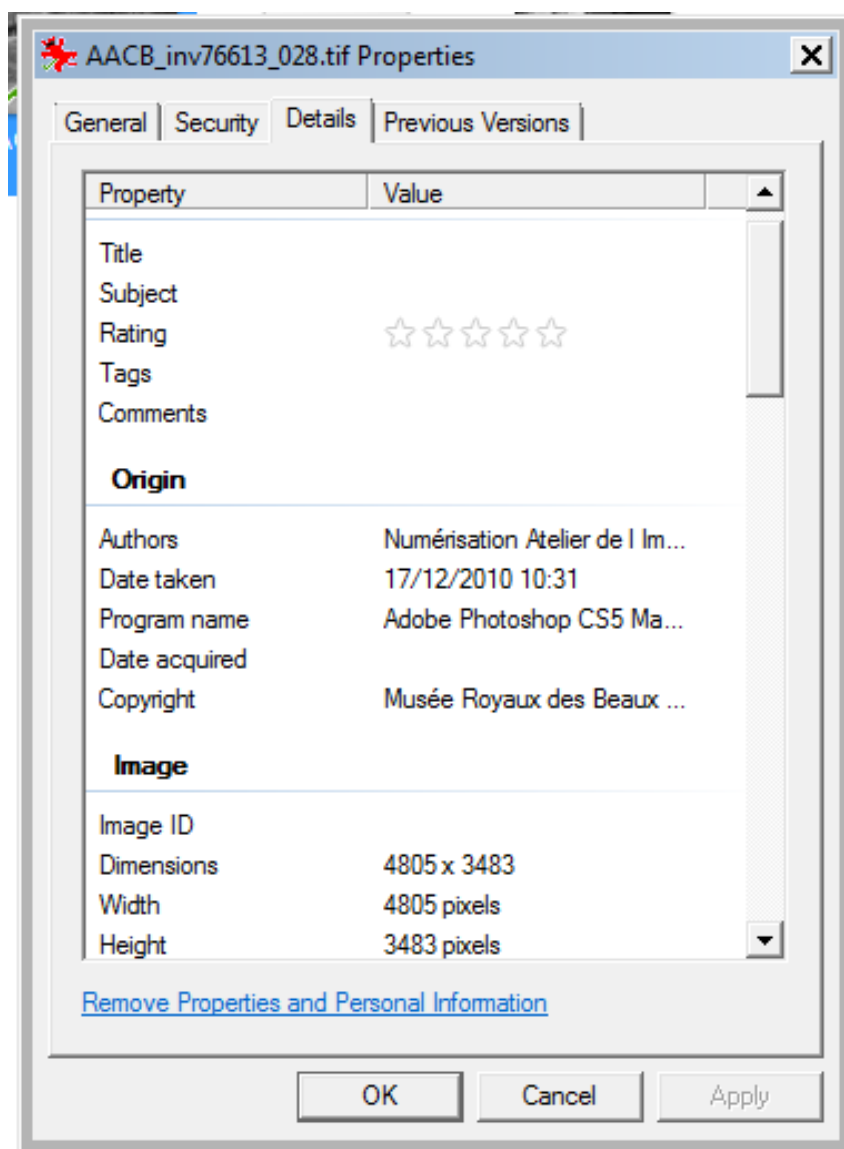 AACB_inv76613_028.tif Properties
General Security Details Previous Versions
Property Value
Title
Subject
Rating
Tags
Comments
Origin
Authors Numérisation Atelier de l Im...
Date taken 17/12/2010 10:31
Program name Adobe Photoshop CS5 Ma...
Date acquired
Copyright Musée Royaux des Beaux ...
Image
Image ID
Dimensions 4805 x 3483
Width 4805 pixels
Height 3483 pixels
Remove Properties and Personal Information
OK Cancel Apply